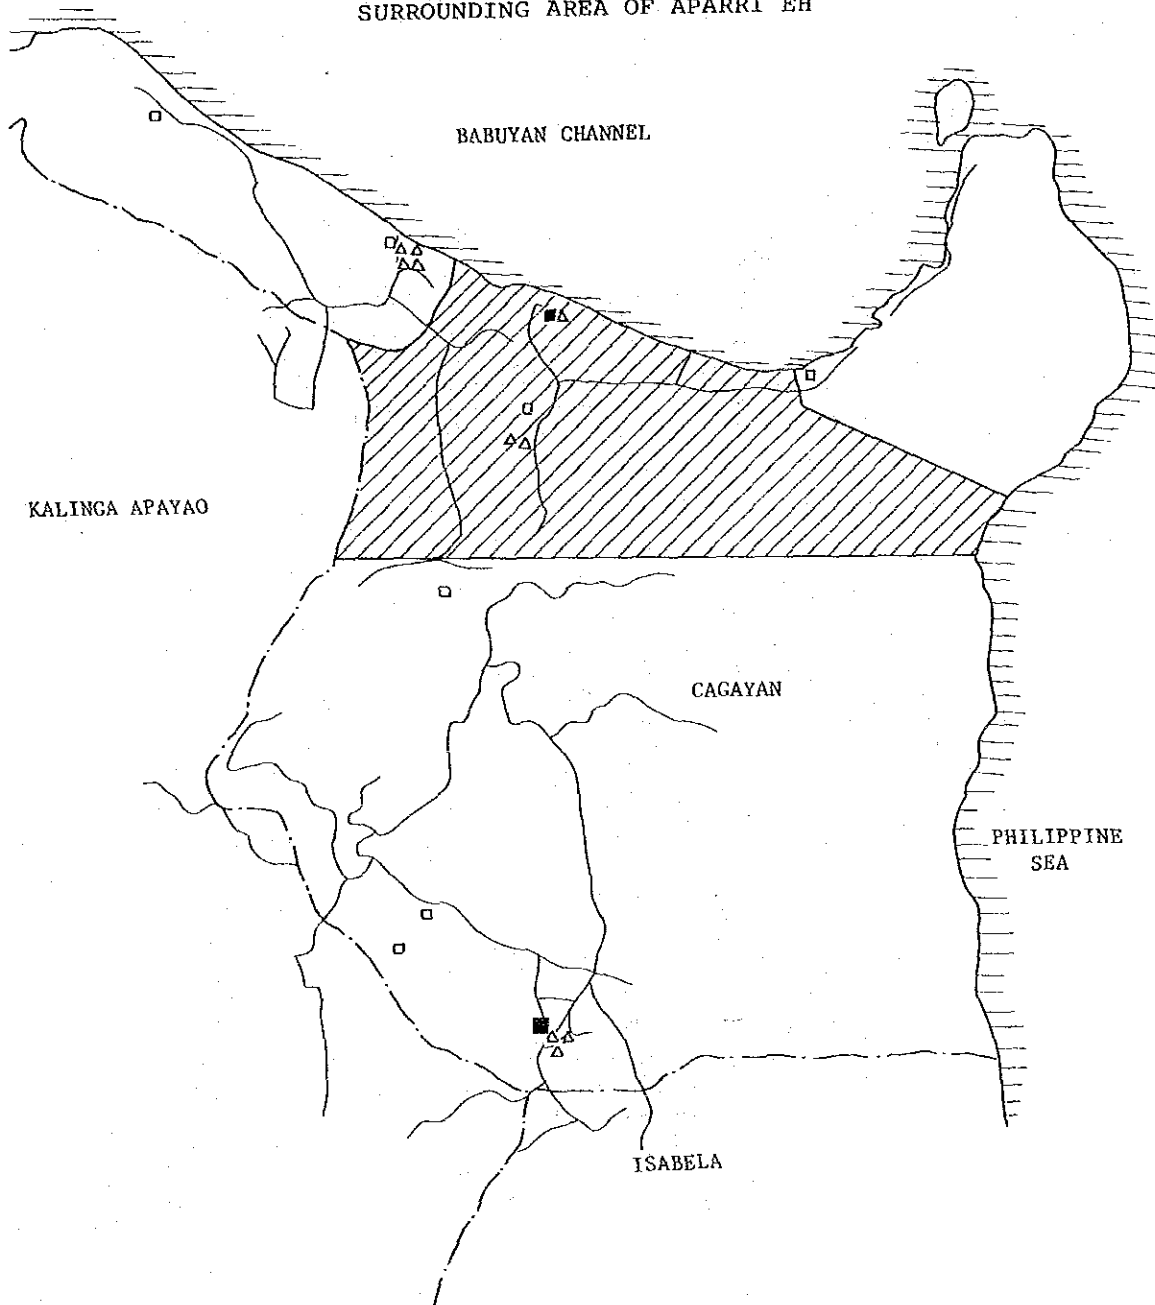 SURROUNDING AREA OF APARRI EH
BABUYAN CHANNEL
KALINGA APAYAO
CAGAYAN
PHILIPPINE
SEA
ISABELA